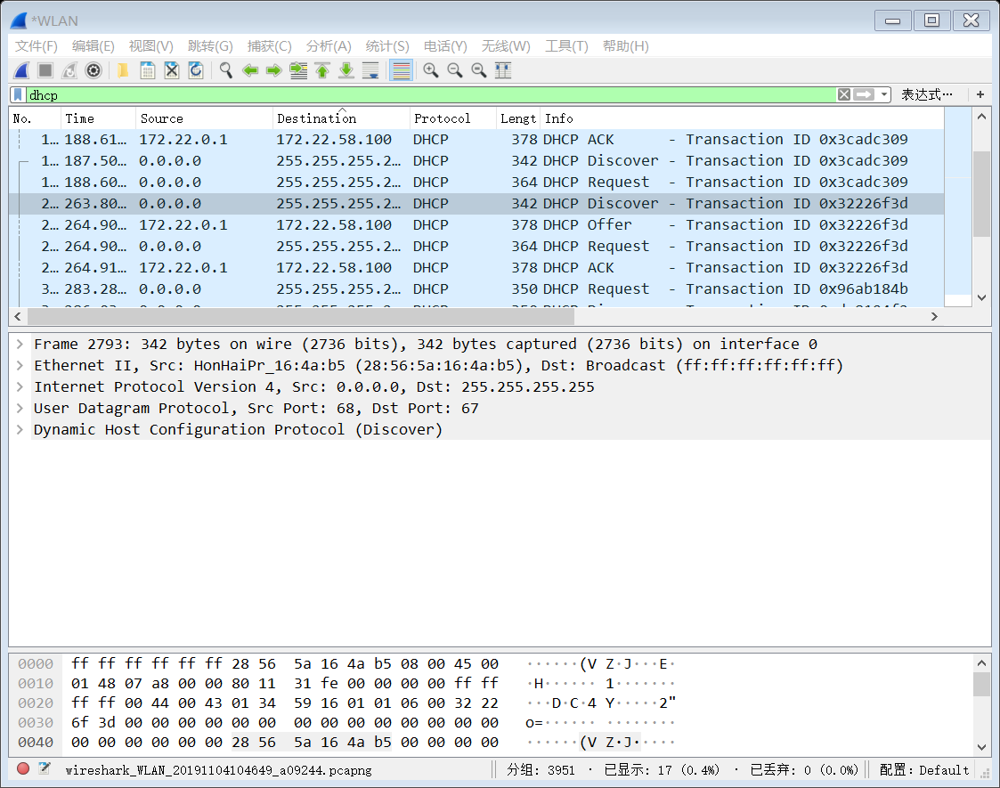 *WLAN
文件(F) 编辑(E) 视图(V) 跳转(G) 捕获(C) 分析(A) 统计(S) 电话(Y) 无线(W) 工具(T) 帮助(H)
dhcp 表达式… +
No. Time Source Destination Protocol Lengt Info
1… 188.61… 172.22.0.1 172.22.58.100 DHCP 378 DHCP ACK - Transaction ID 0x3cadc309
1… 187.50… 0.0.0.0 255.255.255.2… DHCP 342 DHCP Discover - Transaction ID 0x3cadc309
1… 188.60… 0.0.0.0 255.255.255.2… DHCP 364 DHCP Request - Transaction ID 0x3cadc309
2… 263.80… 0.0.0.0 255.255.255.2… DHCP 342 DHCP Discover - Transaction ID 0x32226f3d
2… 264.90… 172.22.0.1 172.22.58.100 DHCP 378 DHCP Offer - Transaction ID 0x32226f3d
2… 264.90… 0.0.0.0 255.255.255.2… DHCP 364 DHCP Request - Transaction ID 0x32226f3d
2… 264.91… 172.22.0.1 172.22.58.100 DHCP 378 DHCP ACK - Transaction ID 0x32226f3d
3… 283.28… 0.0.0.0 255.255.255.2… DHCP 350 DHCP Request - Transaction ID 0x96ab184b
Frame 2793: 342 bytes on wire (2736 bits), 342 bytes captured (2736 bits) on interface 0
Ethernet II, Src: HonHaiPr_16:4a:b5 (28:56:5a:16:4a:b5), Dst: Broadcast (ff:ff:ff:ff:ff:ff)
Internet Protocol Version 4, Src: 0.0.0.0, Dst: 255.255.255.255
User Datagram Protocol, Src Port: 68, Dst Port: 67
Dynamic Host Configuration Protocol (Discover)
0000 ff ff ff ff ff ff 28 56 5a 16 4a b5 08 00 45 00 ······(V Z·J···E·
0010 01 48 07 a8 00 00 80 11 31 fe 00 00 00 00 ff ff ·H······ 1·······
0020 ff ff 00 44 00 43 01 34 59 16 01 01 06 00 32 22 ···D·C·4 Y·····2"
0030 6f 3d 00 00 00 00 00 00 00 00 00 00 00 00 00 00 o=······ ········
0040 00 00 00 00 00 00 28 56 5a 16 4a b5 00 00 00 00 ······(V Z·J·····
wireshark_WLAN_20191104104649_a09244.pcapng 分组: 3951 · 已显示: 17 (0.4%) · 已丢弃: 0 (0.0%) 配置: Default